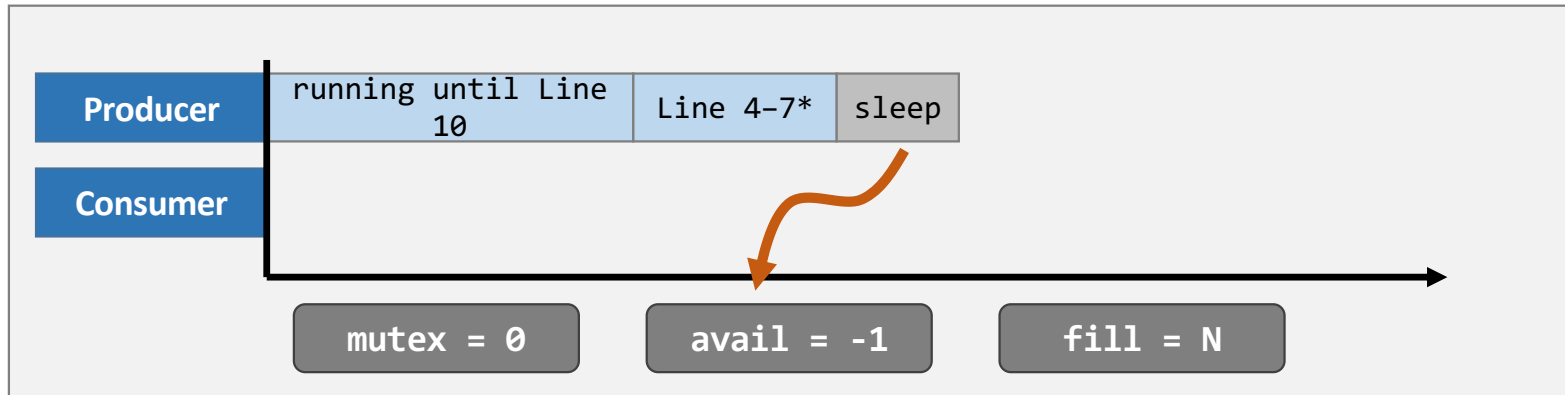 Producer
running until Line
10
Line 4–7*
sleep
Consumer
mutex = 0
avail = -1
fill = N